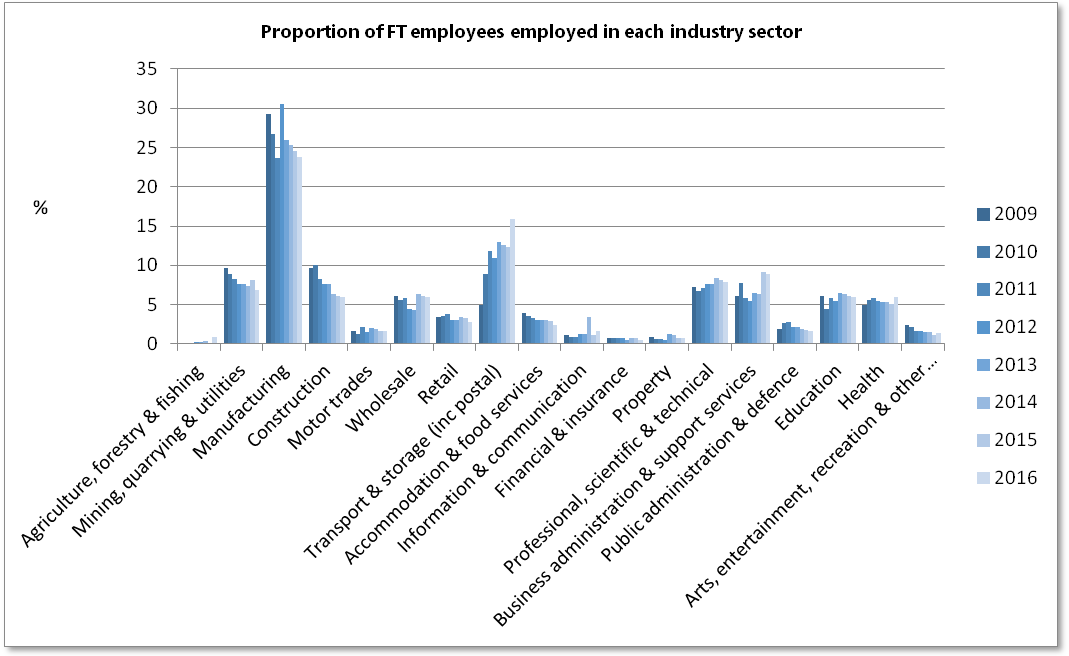 Proportion of FT employees employed in each industry sector
35
30
25
20
15
10
5
0
%
Agriculture, forestry & fishing
Mining, quarrying & utilities
Manufacturing
Construction
Motor trades
Wholesale
Retail
Transport & storage (inc postal)
Accommodation & food services
Information & communication
Financial & insurance
Property
Professional, scientific & technical
Business administration & support services
Public administration & defence
Education
Health
Arts, entertainment, recreation & other...
2009
2010
2011
2012
2013
2014
2015
2016